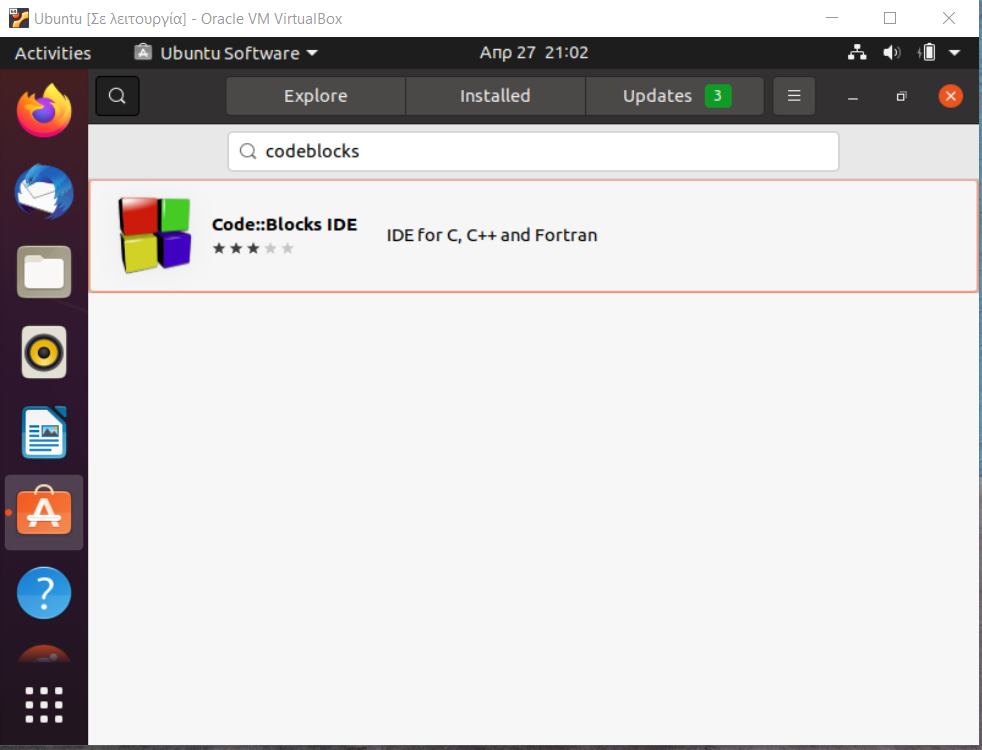 Ubuntu [Σε λειτουργία] - Oracle VM VirtualBox
Activities Ubuntu Software Απρ 27 21:02
Explore Installed Updates 3
codeblocks
Code::Blocks IDE
IDE for C, C++ and Fortran